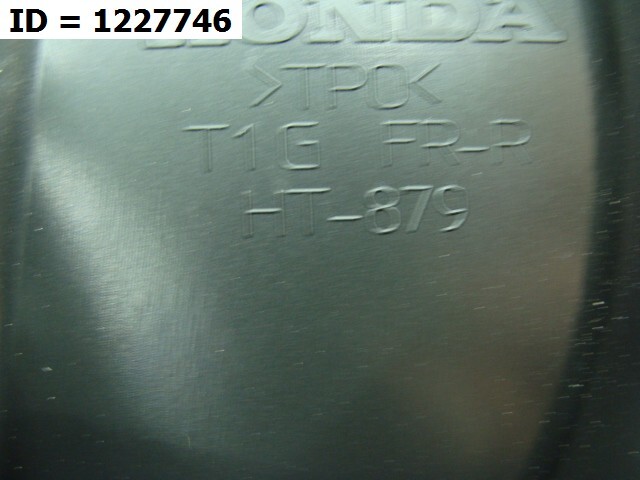 ID = 1227746
HONDA
>TPO<
T1G FR-R
HT-879